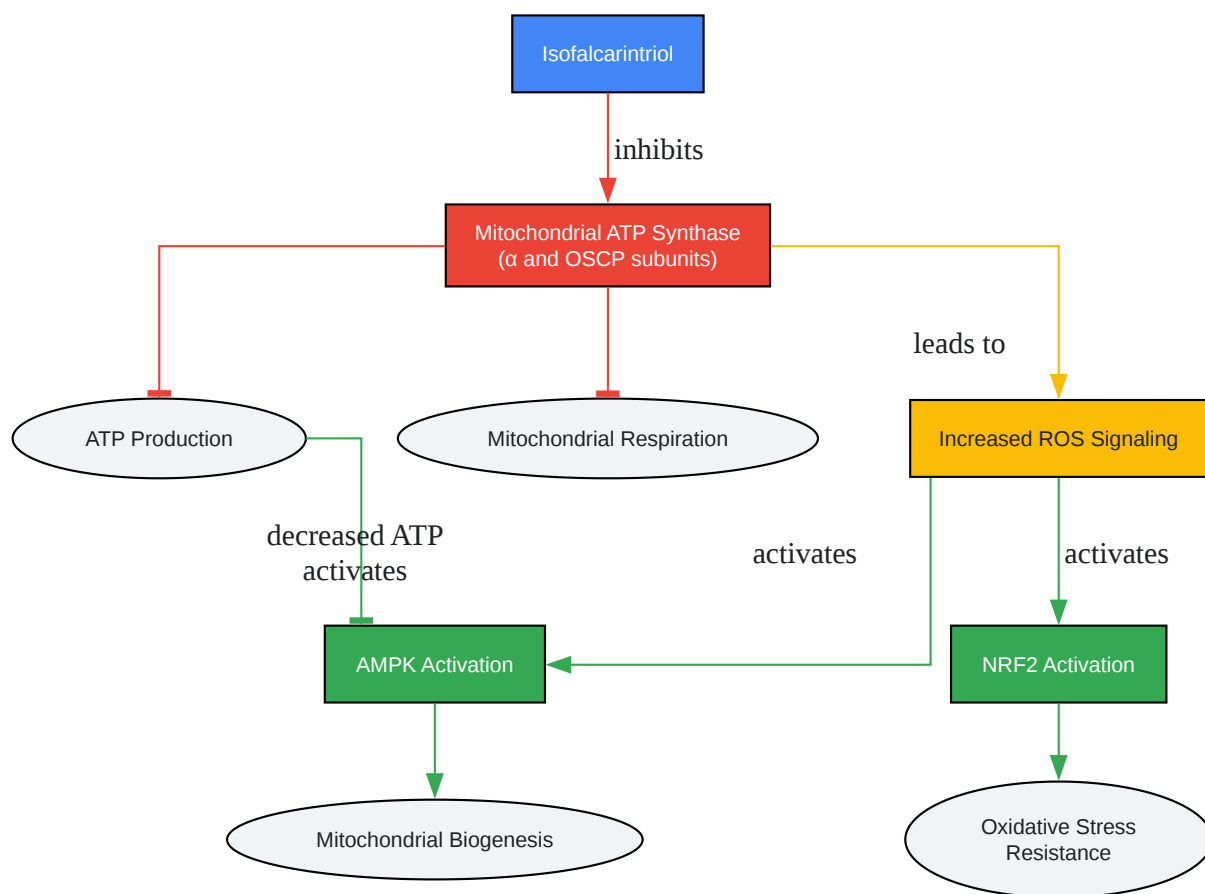 Isofalcarintriol
inhibits
Mitochondrial ATP Synthase
(α and OSCP subunits)
leads to
ATP Production
Mitochondrial Respiration
Increased ROS Signaling
decreased ATP
activates
activates
activates
AMPK Activation
NRF2 Activation
Mitochondrial Biogenesis
Oxidative Stress
Resistance